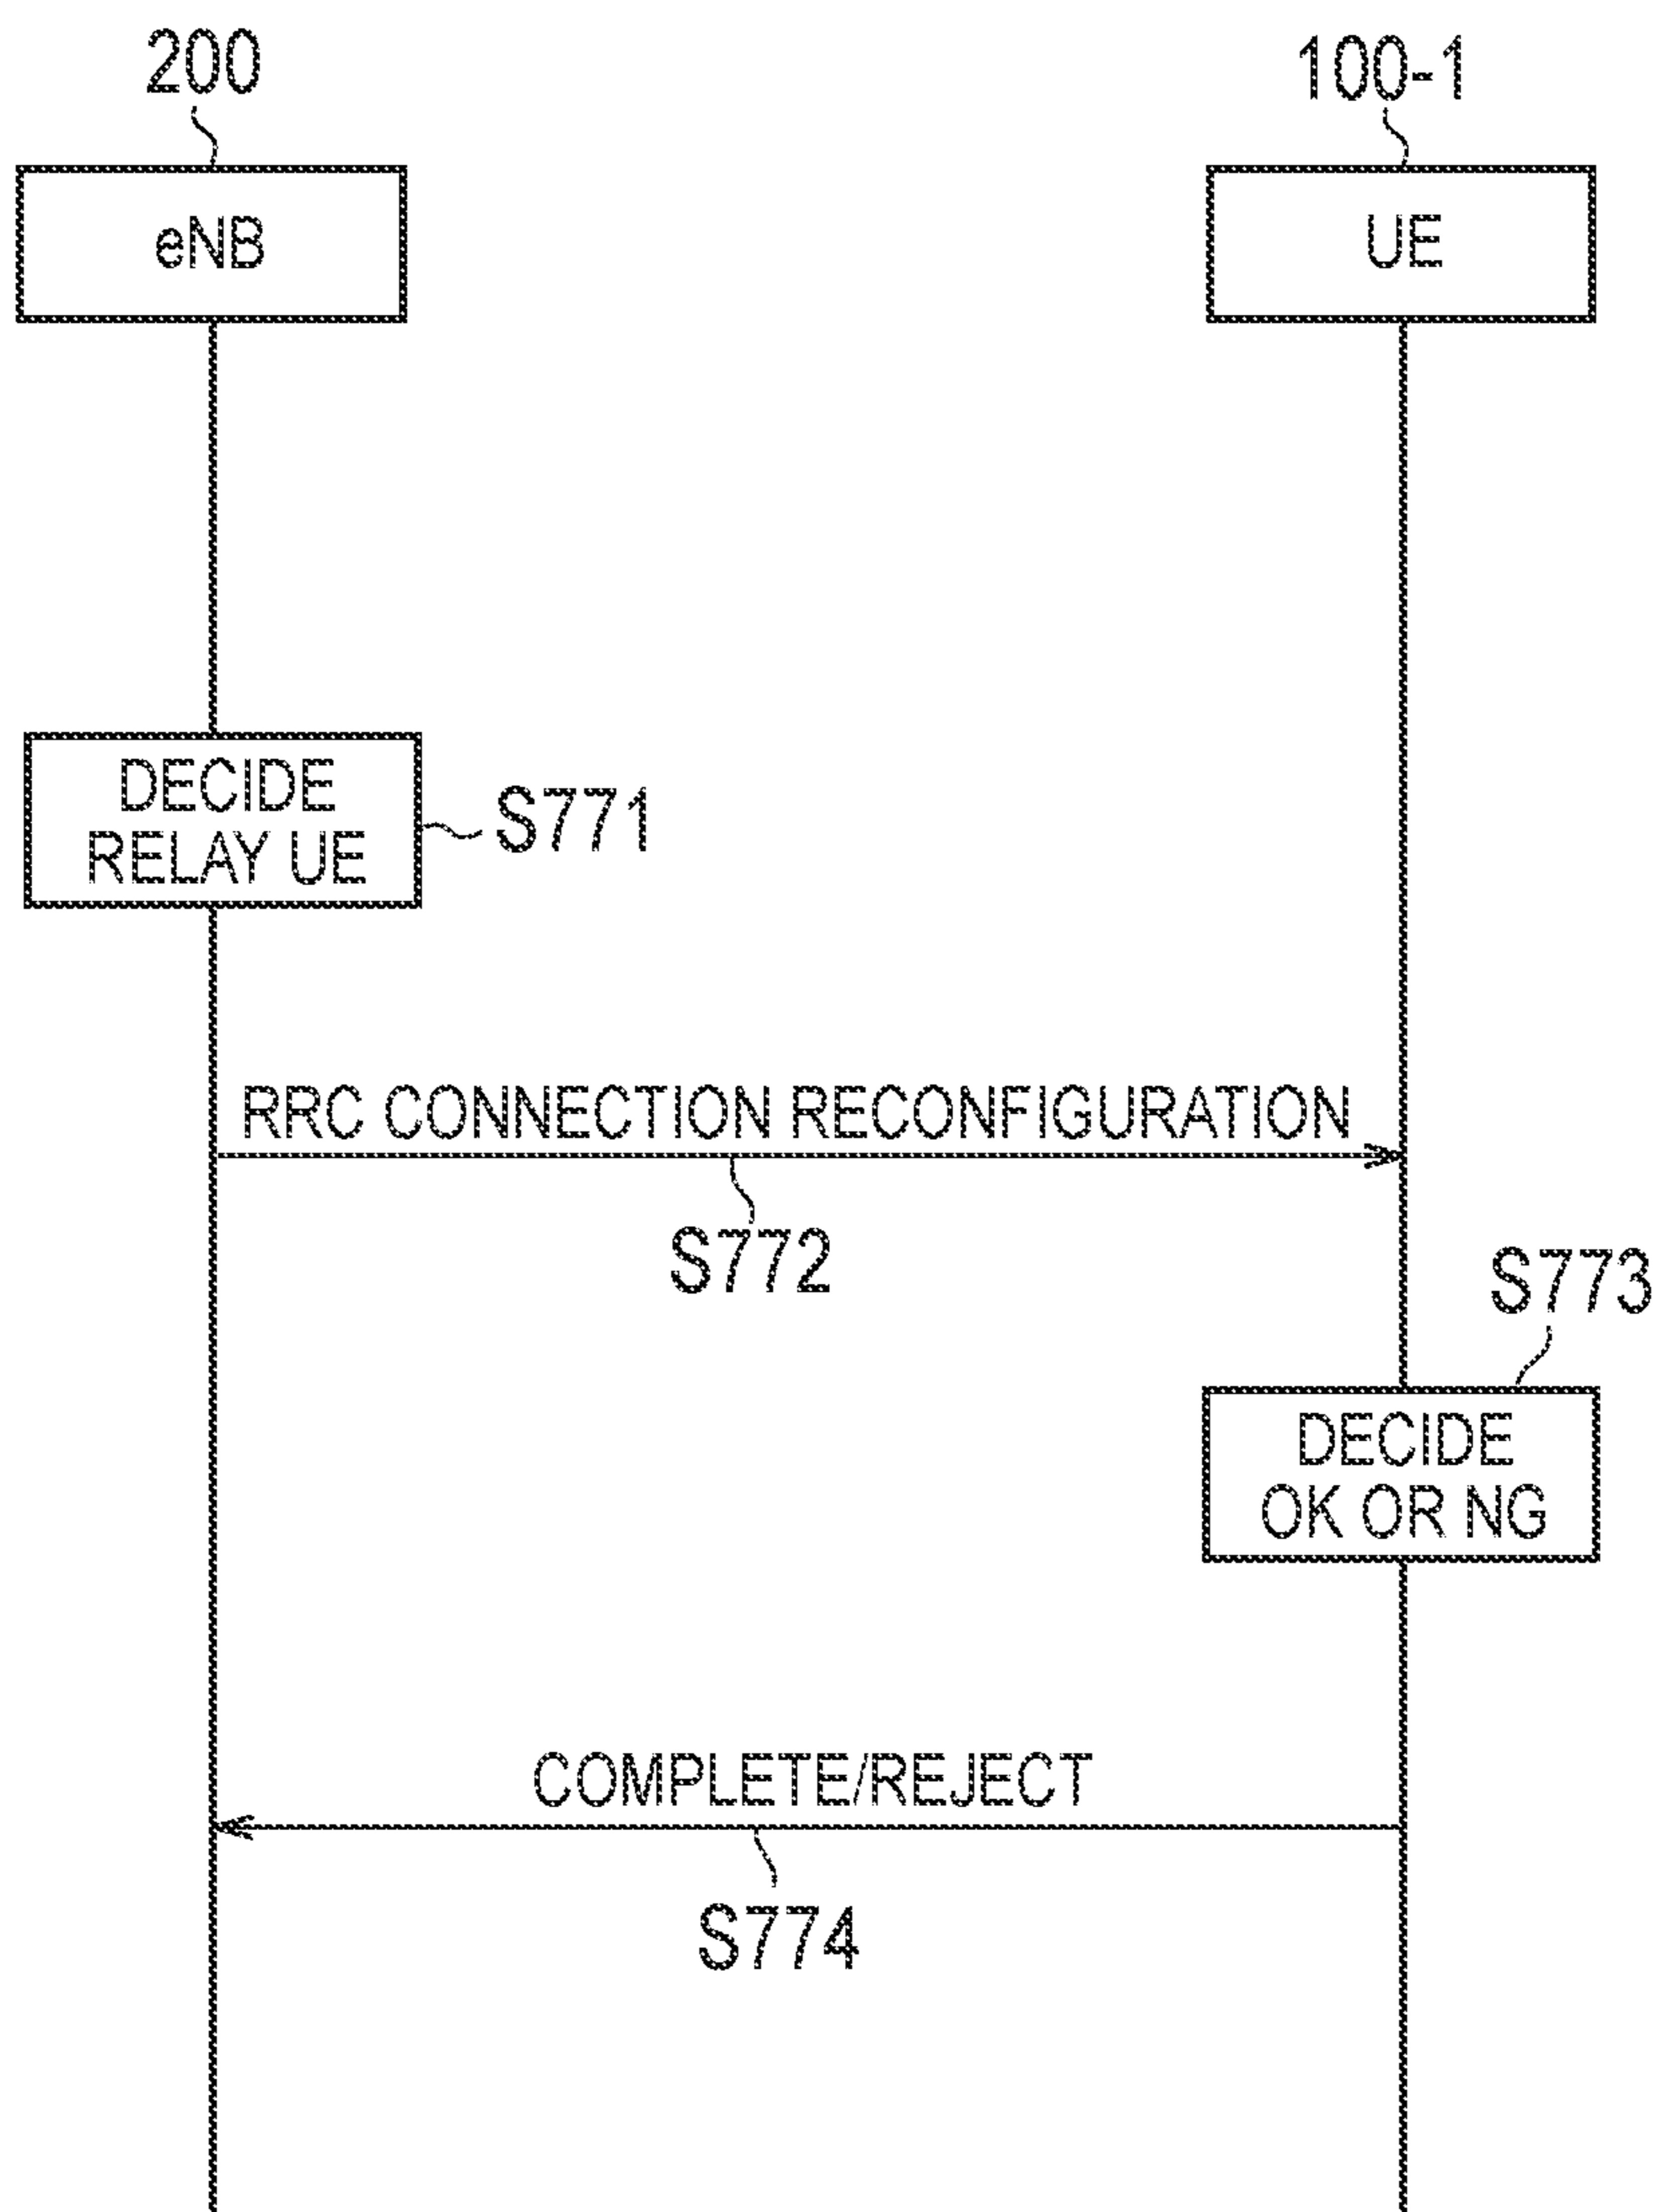 200
100-1
eNB
UE
DECIDE
RELAY UE
S771
RRC CONNECTION RECONFIGURATION
S772
S773
DECIDE
OK OR NG
COMPLETE/REJECT
S774